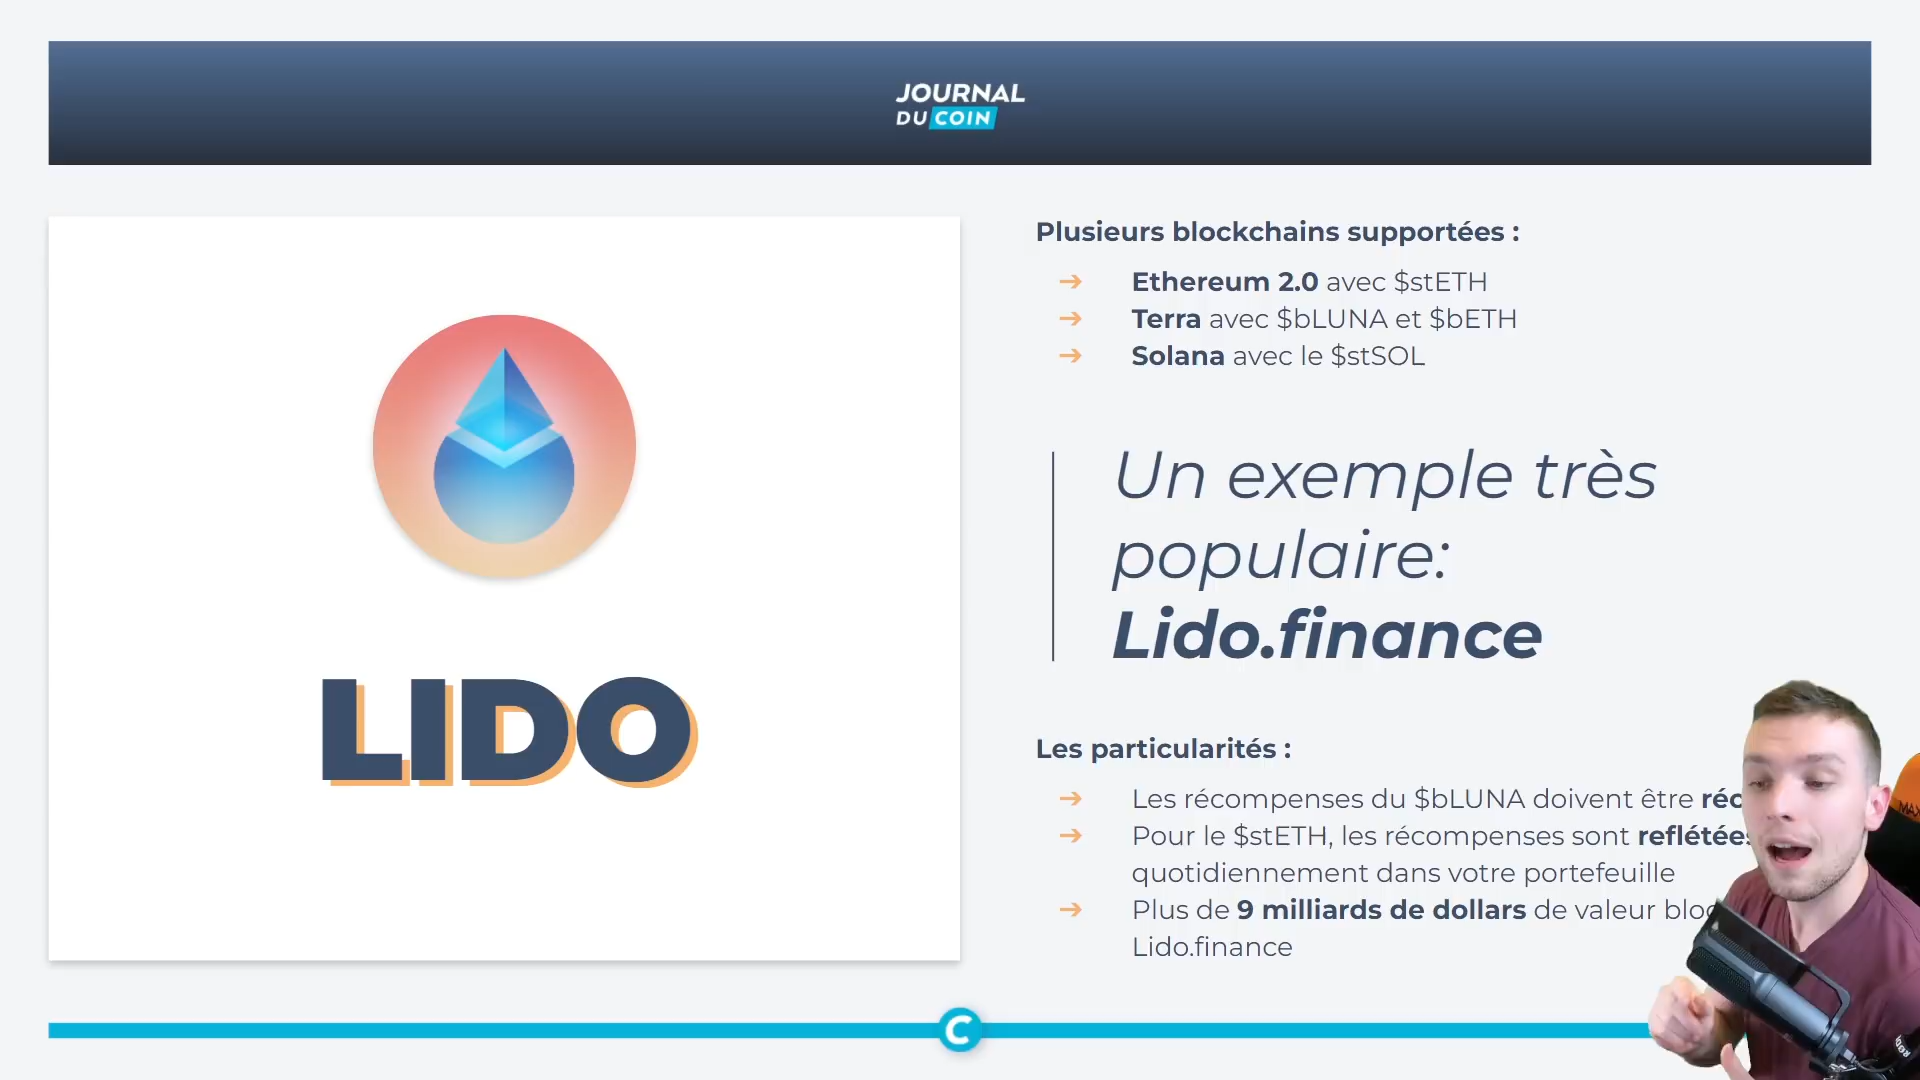 JOURNAL
DU COIN
Plusieurs blockchains supportées :
➔ Ethereum 2.0 avec $stETH
➔ Terra avec $bLUNA et $bETH
➔ Solana avec le $stSOL
Un exemple très
populaire:
Lido.finance
LIDO
Les particularités :
➔ Les récompenses du $bLUNA doivent être
➔ Pour le $stETH, les récompenses sont reflétées
quotidiennement dans votre portefeuille
➔ Plus de 9 milliards de dollars de valeur
Lido.finance
C